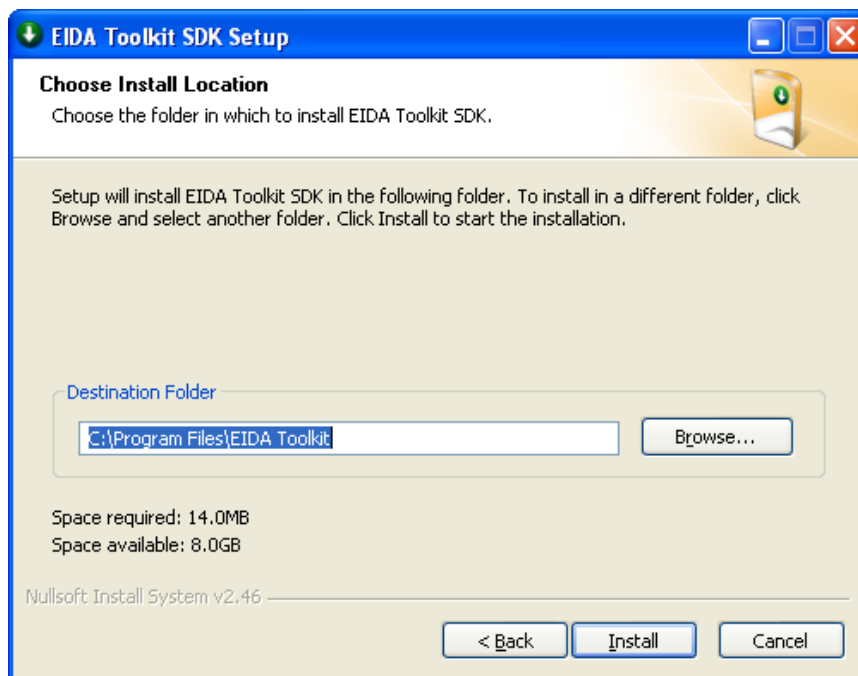 EIDA Toolkit SDK Setup
Choose Install Location
Choose the folder in which to install EIDA Toolkit SDK.
Setup will install EIDA Toolkit SDK in the following folder. To install in a different folder, click
Browse and select another folder. Click Install to start the installation.
Destination Folder
C:\Program Files\EIDA Toolkit
Browse...
Space required: 14.0MB
Space available: 8.0GB
Nullsoft Install System v2.46
< Back
Install
Cancel